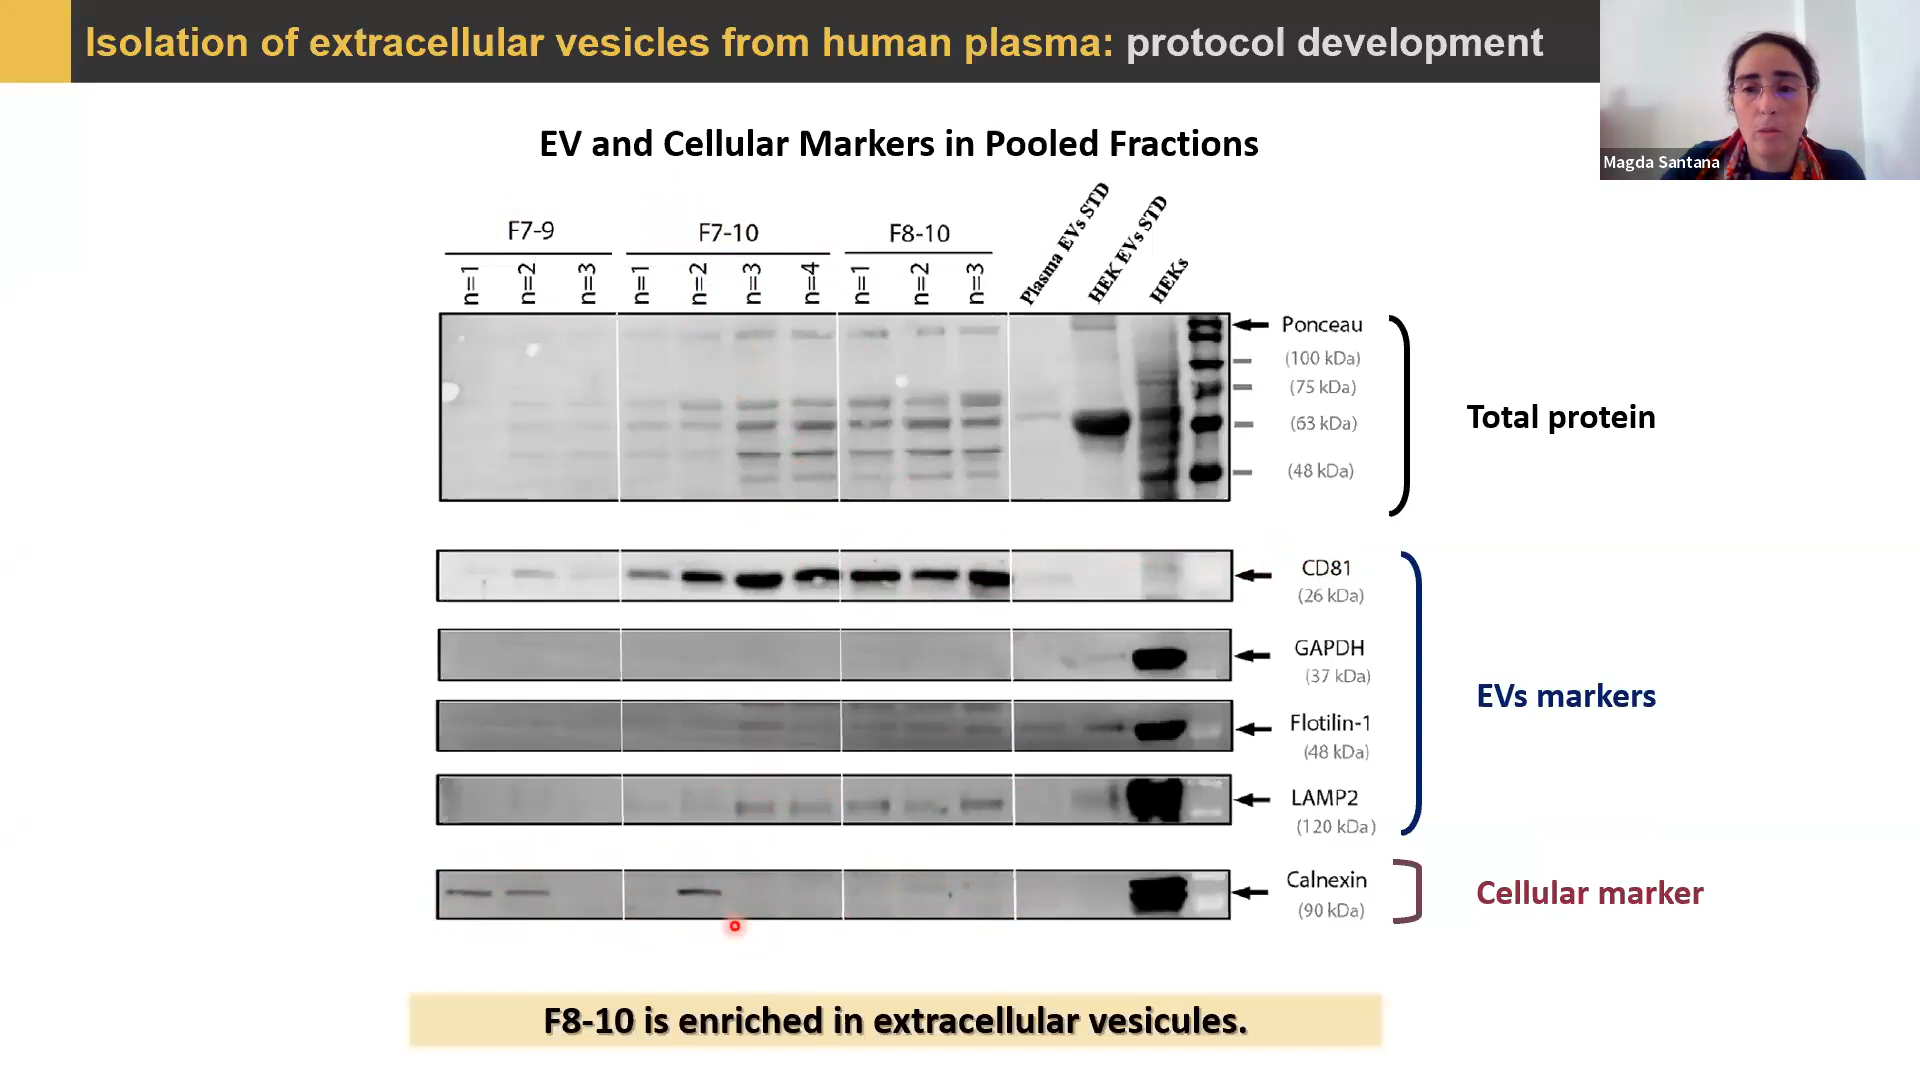 Isolation of extracellular vesicles from human plasma: protocol development
Magda Santana
EV and Cellular Markers in Pooled Fractions
F7-9 F7-10 F8-10
n=1 n=2 n=3 n=1 n=2 n=3 n=4 n=1 n=2 n=3 Plasma EVs STD HEK EVs STD HEKs
Ponceau
(100 kDa)
(75 kDa)
(63 kDa)
(48 kDa)
Total protein
CD81
(26 kDa)
GAPDH
(37 kDa)
Flotilin-1
(48 kDa)
LAMP2
(120 kDa)
EVs markers
Calnexin
(90 kDa)
Cellular marker
F8-10 is enriched in extracellular vesicules.